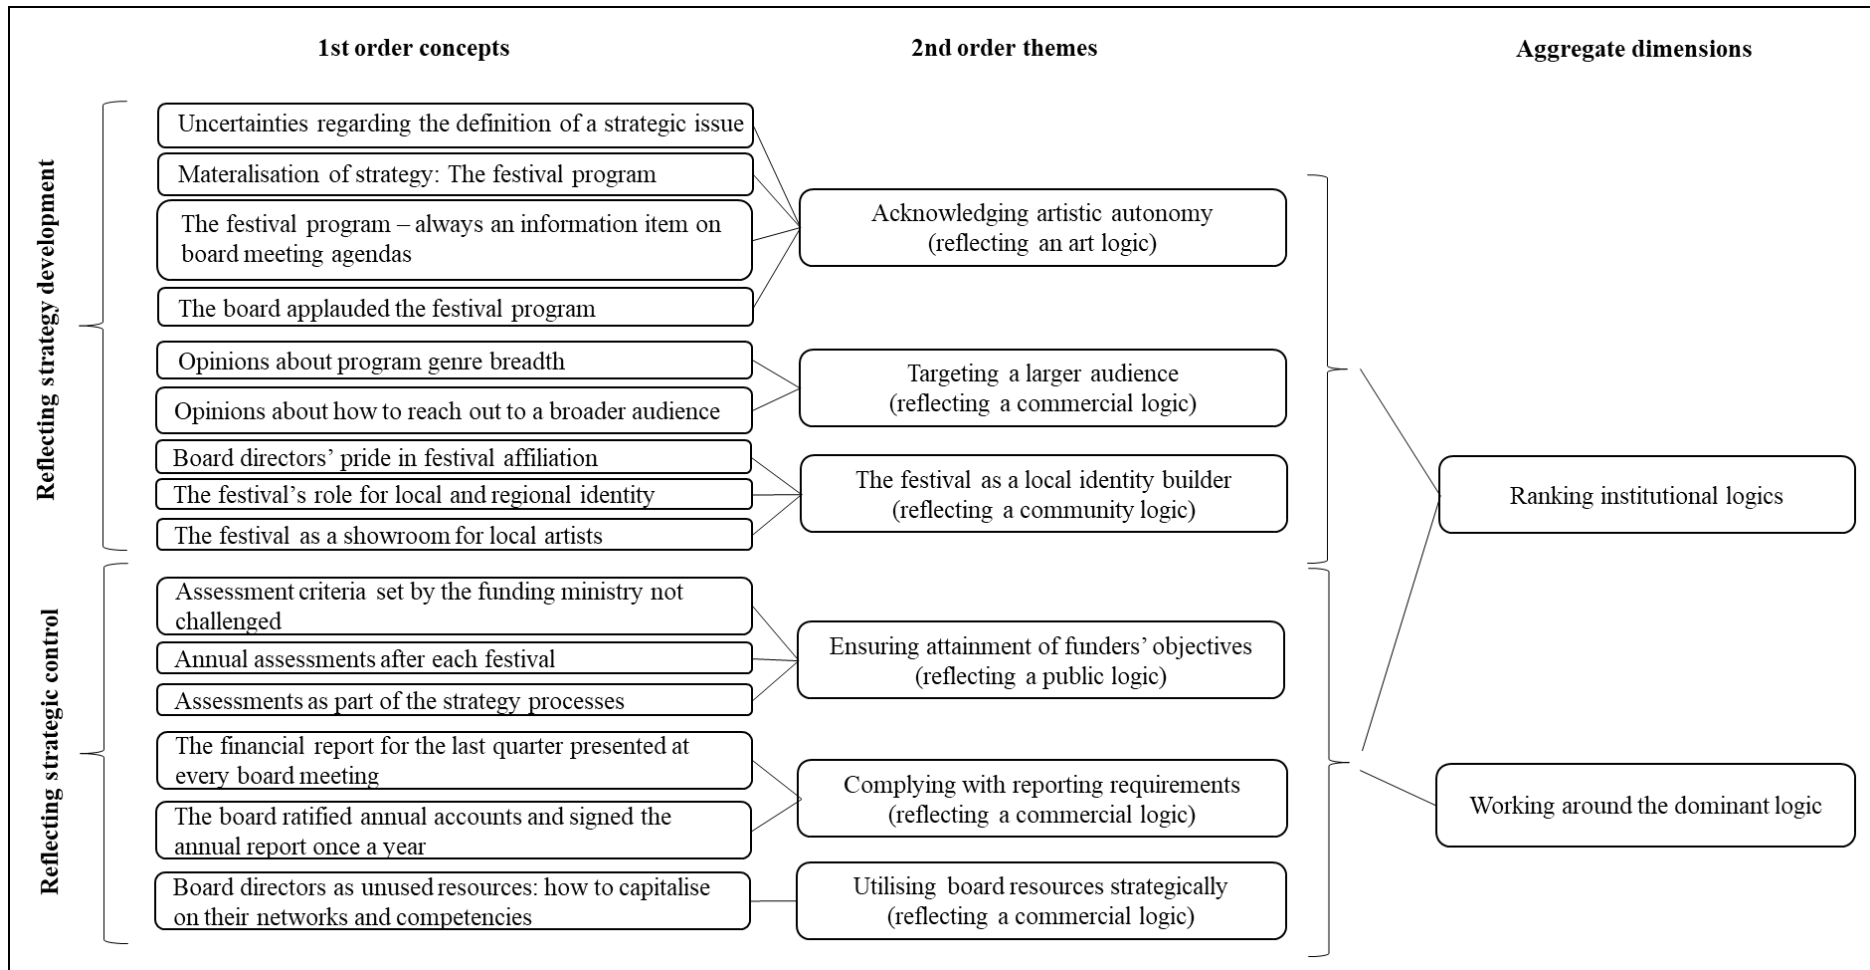 1st order concepts
2nd order themes
Aggregate dimensions
Reflecting strategy development
Uncertainties regarding the definition of a strategic issue
Materalisation of strategy: The festival program
The festival program – always an information item on
board meeting agendas
The board applauded the festival program
Acknowledging artistic autonomy
(reflecting an art logic)
Opinions about program genre breadth
Opinions about how to reach out to a broader audience
Targeting a larger audience
(reflecting a commercial logic)
Board directors’ pride in festival affiliation
The festival’s role for local and regional identity
The festival as a showroom for local artists
The festival as a local identity builder
(reflecting a community logic)
Reflecting strategic control
Assessment criteria set by the funding ministry not
challenged
Annual assessments after each festival
Assessments as part of the strategy processes
Ensuring attainment of funders’ objectives
(reflecting a public logic)
The financial report for the last quarter presented at
every board meeting
The board ratified annual accounts and signed the
annual report once a year
Complying with reporting requirements
(reflecting a commercial logic)
Board directors as unused resources: how to capitalise
on their networks and competencies
Utilising board resources strategically
(reflecting a commercial logic)
Ranking institutional logics
Working around the dominant logic